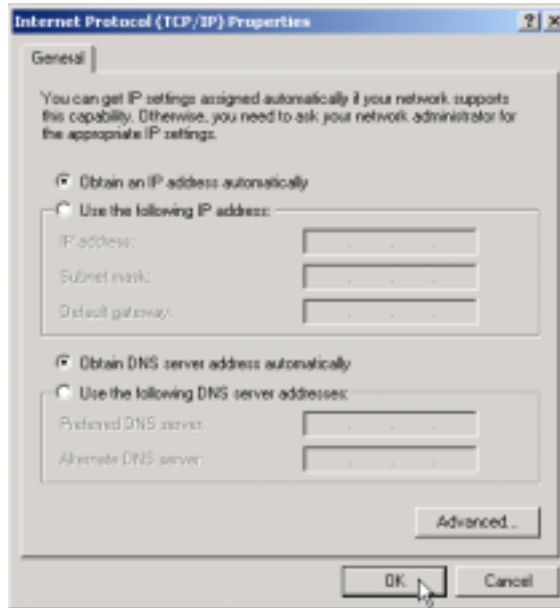 Internet Protocol (TCP/IP) Properties
General
You can get IP settings assigned automatically if your network supports
this capability. Otherwise, you need to ask your network administrator for
the appropriate IP settings.
Obtain an IP address automatically
Use the following IP address:
IP address:
Subnet mask:
Default gateway:
Obtain DNS server address automatically
Use the following DNS server addresses:
Preferred DNS server:
Alternate DNS server:
Advanced...
OK
Cancel